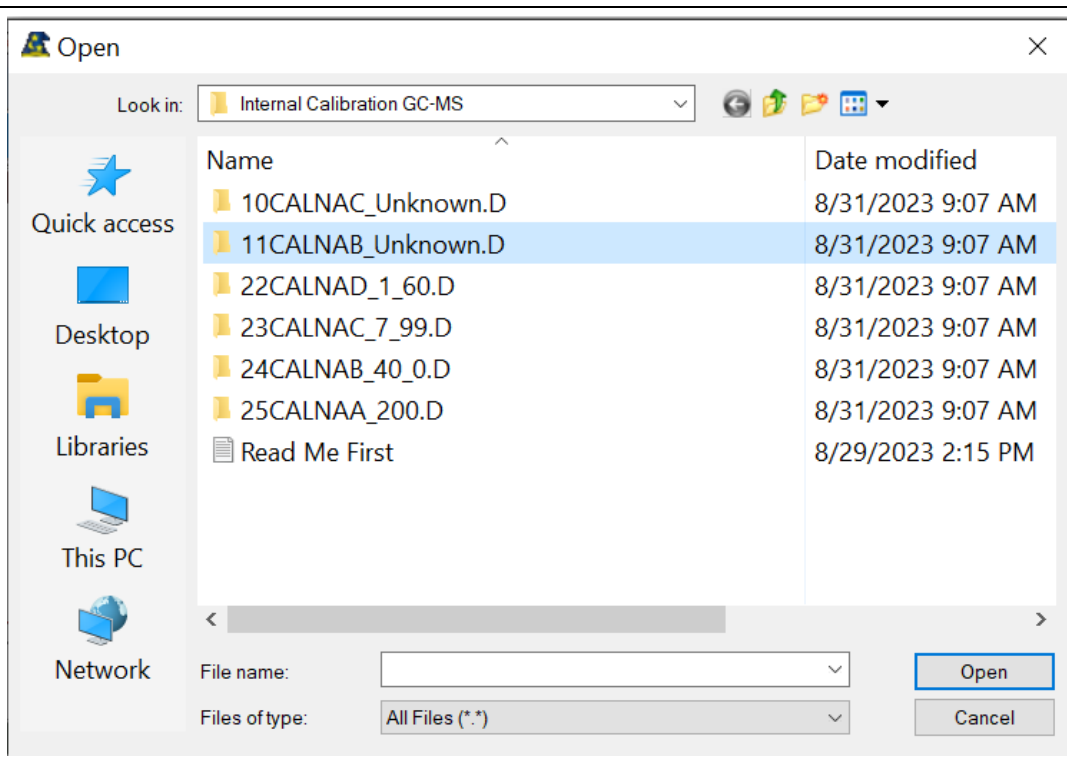 Open
Look in: Internal Calibration GC-MS
Name Date modified
10CALNAC_Unknown.D 8/31/2023 9:07 AM
11CALNAB_Unknown.D 8/31/2023 9:07 AM
22CALNAD_1_60.D 8/31/2023 9:07 AM
23CALNAC_7_99.D 8/31/2023 9:07 AM
24CALNAB_40_0.D 8/31/2023 9:07 AM
25CALNAA_200.D 8/31/2023 9:07 AM
Read Me First 8/29/2023 2:15 PM
Quick access
Desktop
Libraries
This PC
Network
File name: Open
Files of type: All Files (*.*) Cancel